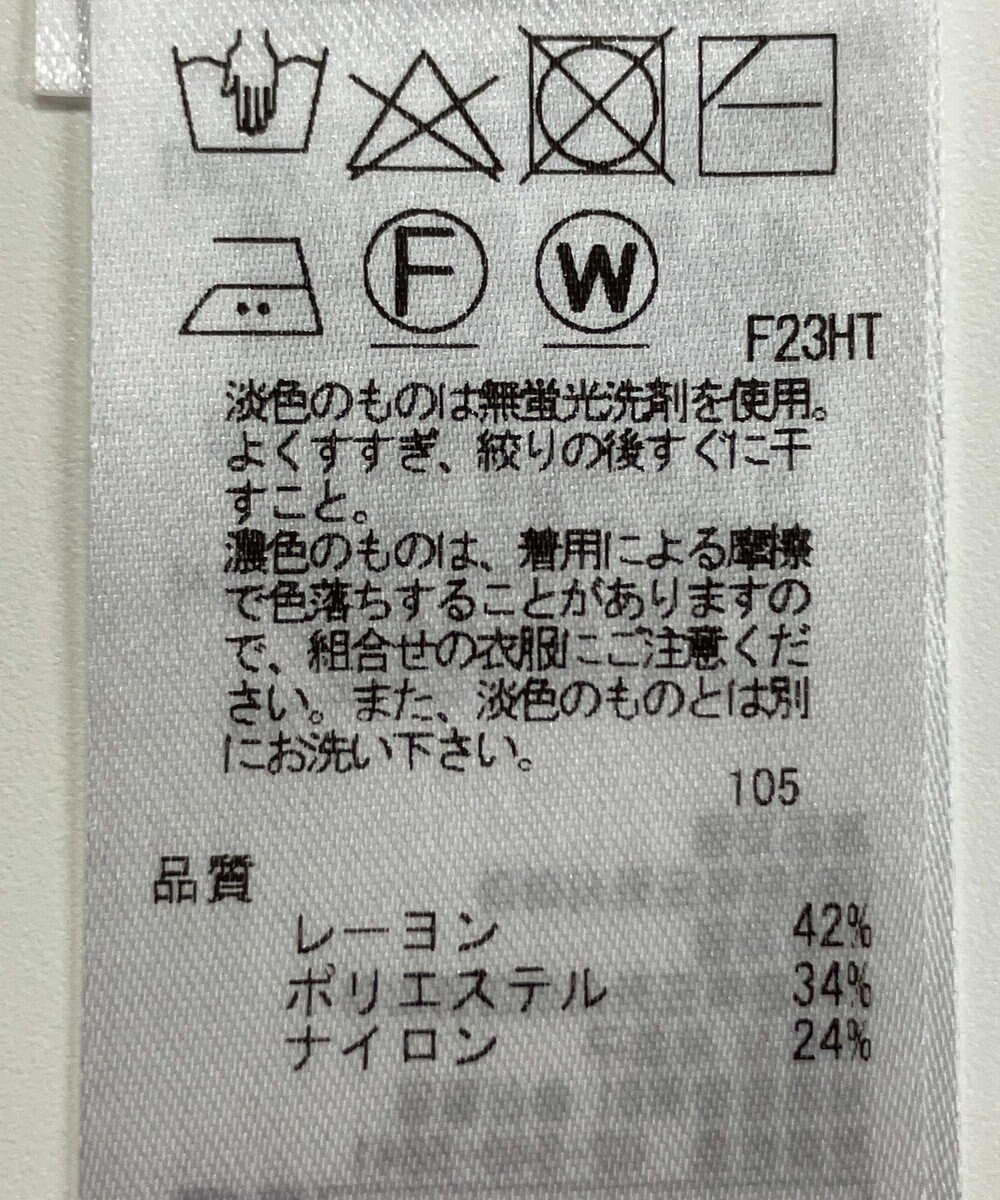 F
W
F23HT
淡色のものは無蛍光洗剤を使用。
よくすすぎ、絞りの後すぐに干
すこと。
濃色のものは、着用による摩擦
で色落ちすることがありますの
で、組合せの衣服にご注意くだ
さい。また、淡色のものとは別
にお洗い下さい。
105
品質
レーヨン 42%
ポリエステル 34%
ナイロン 24%